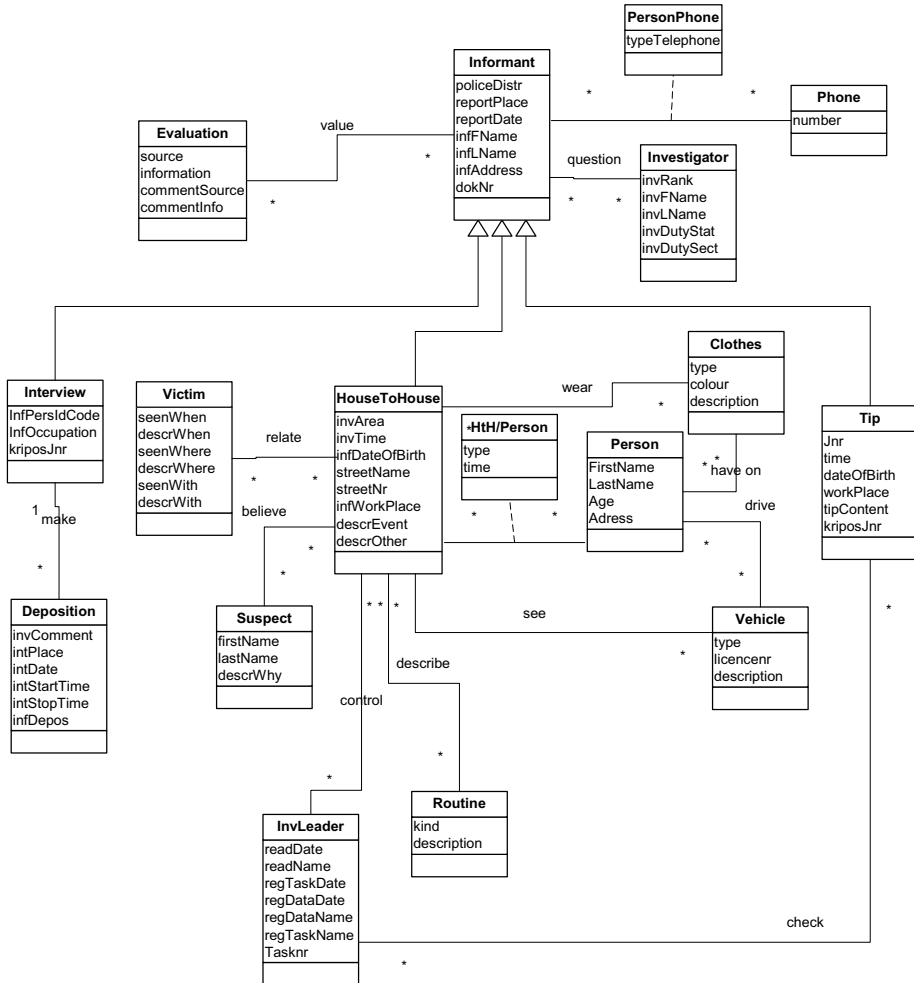 PersonPhone
typeTelephone
Informant
policeDistr
reportPlace
reportDate
infFName
infLName
infAddress
dokNr
*
*
Phone
number
Evaluation
source
information
commentSource
commentInfo
value
*
*
question
*
*
Investigator
invRank
invFName
invLName
invDutyStat
invDutySect
Interview
InfPersIdCode
InfOccupation
kriposJnr
Victim
seenWhen
descrWhen
seenWhere
descrWhere
seenWith
descrWith
relate
*
*
HouseToHouse
invArea
invTime
infDateOfBirth
streetName
streetNr
infWorkPlace
descrEvent
descrOther
wear
*
*
Clothes
type
colour
description
HtH/Person
type
time
*
*
Person
FirstName
LastName
Age
Adress
*
*
have on
Tip
Jnr
time
dateOfBirth
workPlace
tipContent
kriposJnr
1
make
*
believe
*
*
drive
*
*
Deposition
invComment
intPlace
intDate
intStartTime
intStopTime
infDepos
Suspect
firstName
lastName
descrWhy
*
*
*
see
*
Vehicle
type
licencenr
description
*
describe
control
*
*
InvLeader
readDate
readName
regTaskDate
regDataDate
regDataName
regTaskName
Tasknr
Routine
kind
description
check
*